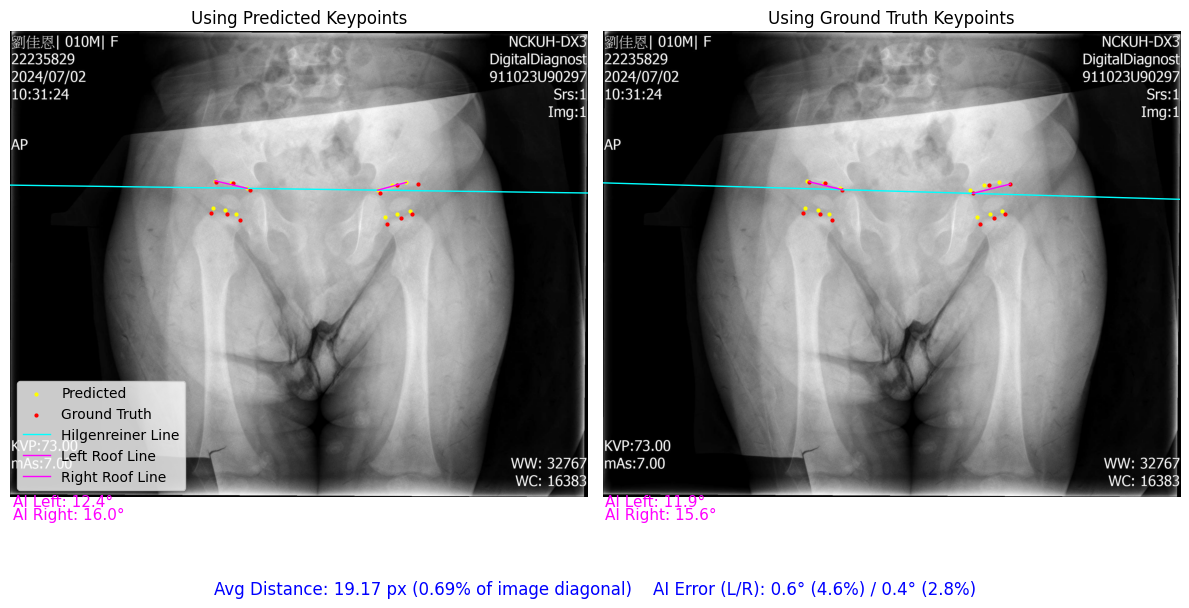 Using Predicted Keypoints
劉佳恩| 010M| F
22235829
2024/07/02
10:31:24
AP
NCKUH-DX3
DigitalDiagnost
911023U90297
Srs:1
Img:1
Predicted
Ground Truth
Hilgenreiner Line
Left Roof Line
Right Roof Line
KVP:73.00
mAs:7.00
WW: 32767
WC: 16383
AI Left: 12.4°
AI Right: 16.0°
Using Ground Truth Keypoints
劉佳恩| 010M| F
22235829
2024/07/02
10:31:24
AP
NCKUH-DX3
DigitalDiagnost
911023U90297
Srs:1
Img:1
KVP:73.00
mAs:7.00
WW: 32767
WC: 16383
AI Left: 11.9°
AI Right: 15.6°
Avg Distance: 19.17 px (0.69% of image diagonal)    AI Error (L/R): 0.6° (4.6%) / 0.4° (2.8%)